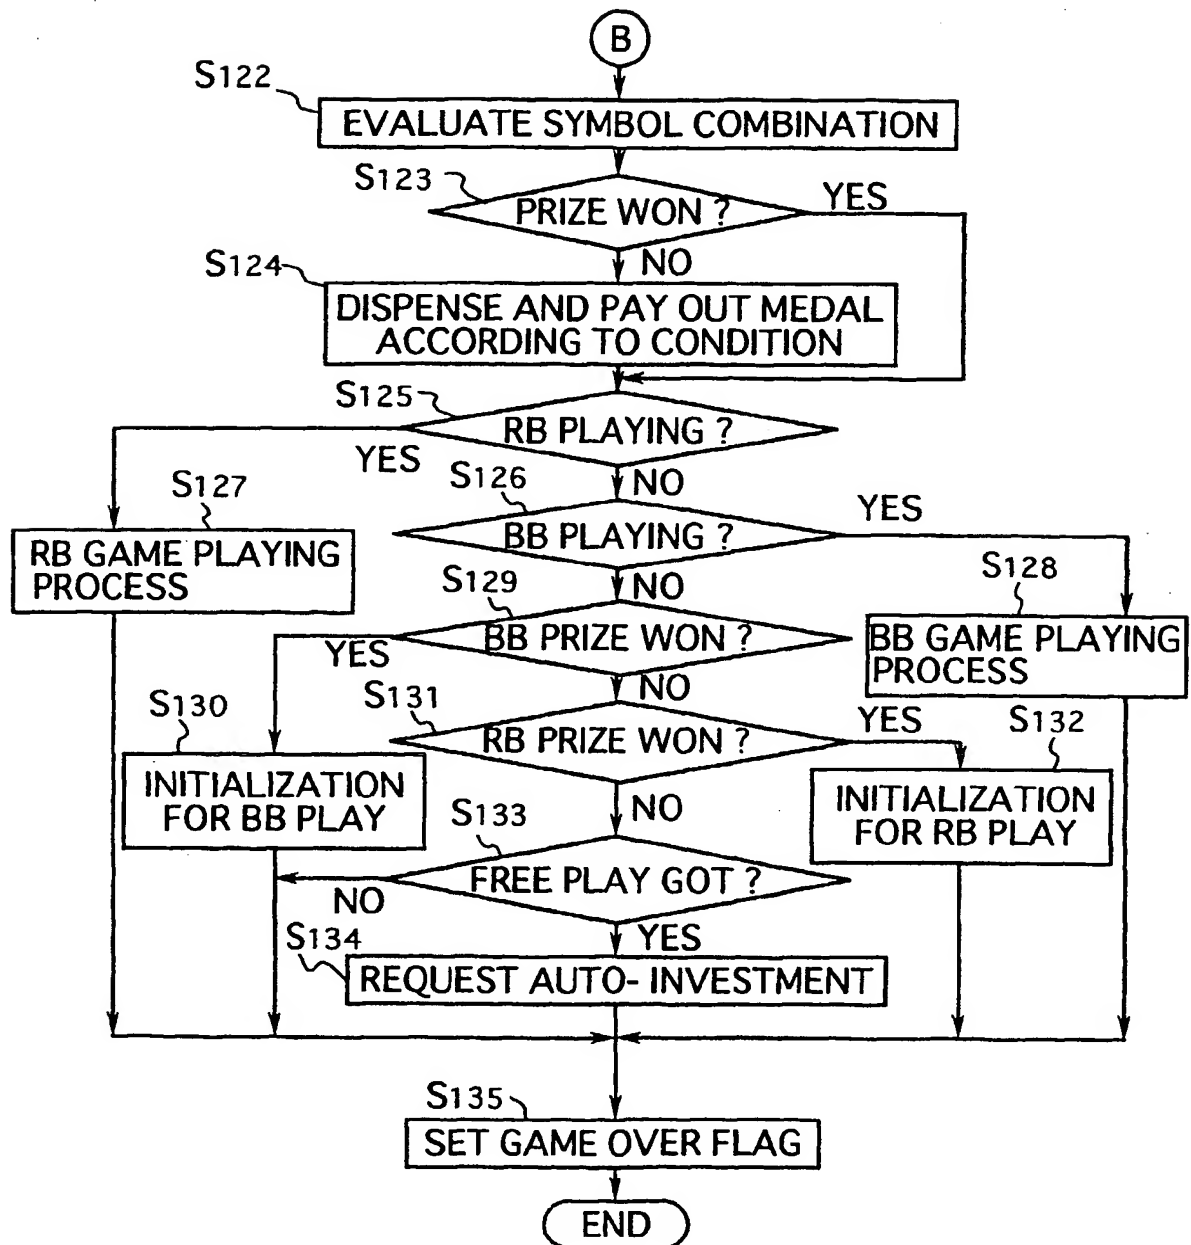 B
S122
EVALUATE SYMBOL COMBINATION
S123
PRIZE WON ?
YES
NO
S124
DISPENSE AND PAY OUT MEDAL
ACCORDING TO CONDITION
S125
RB PLAYING ?
YES
NO
S126
BB PLAYING ?
YES
NO
S127
RB GAME PLAYING
PROCESS
S128
BB GAME PLAYING
PROCESS
S129
BB PRIZE WON ?
YES
NO
S130
INITIALIZATION
FOR BB PLAY
S131
RB PRIZE WON ?
YES
NO
S132
INITIALIZATION
FOR RB PLAY
S133
FREE PLAY GOT ?
NO
YES
S134
REQUEST AUTO- INVESTMENT
S135
SET GAME OVER FLAG
END